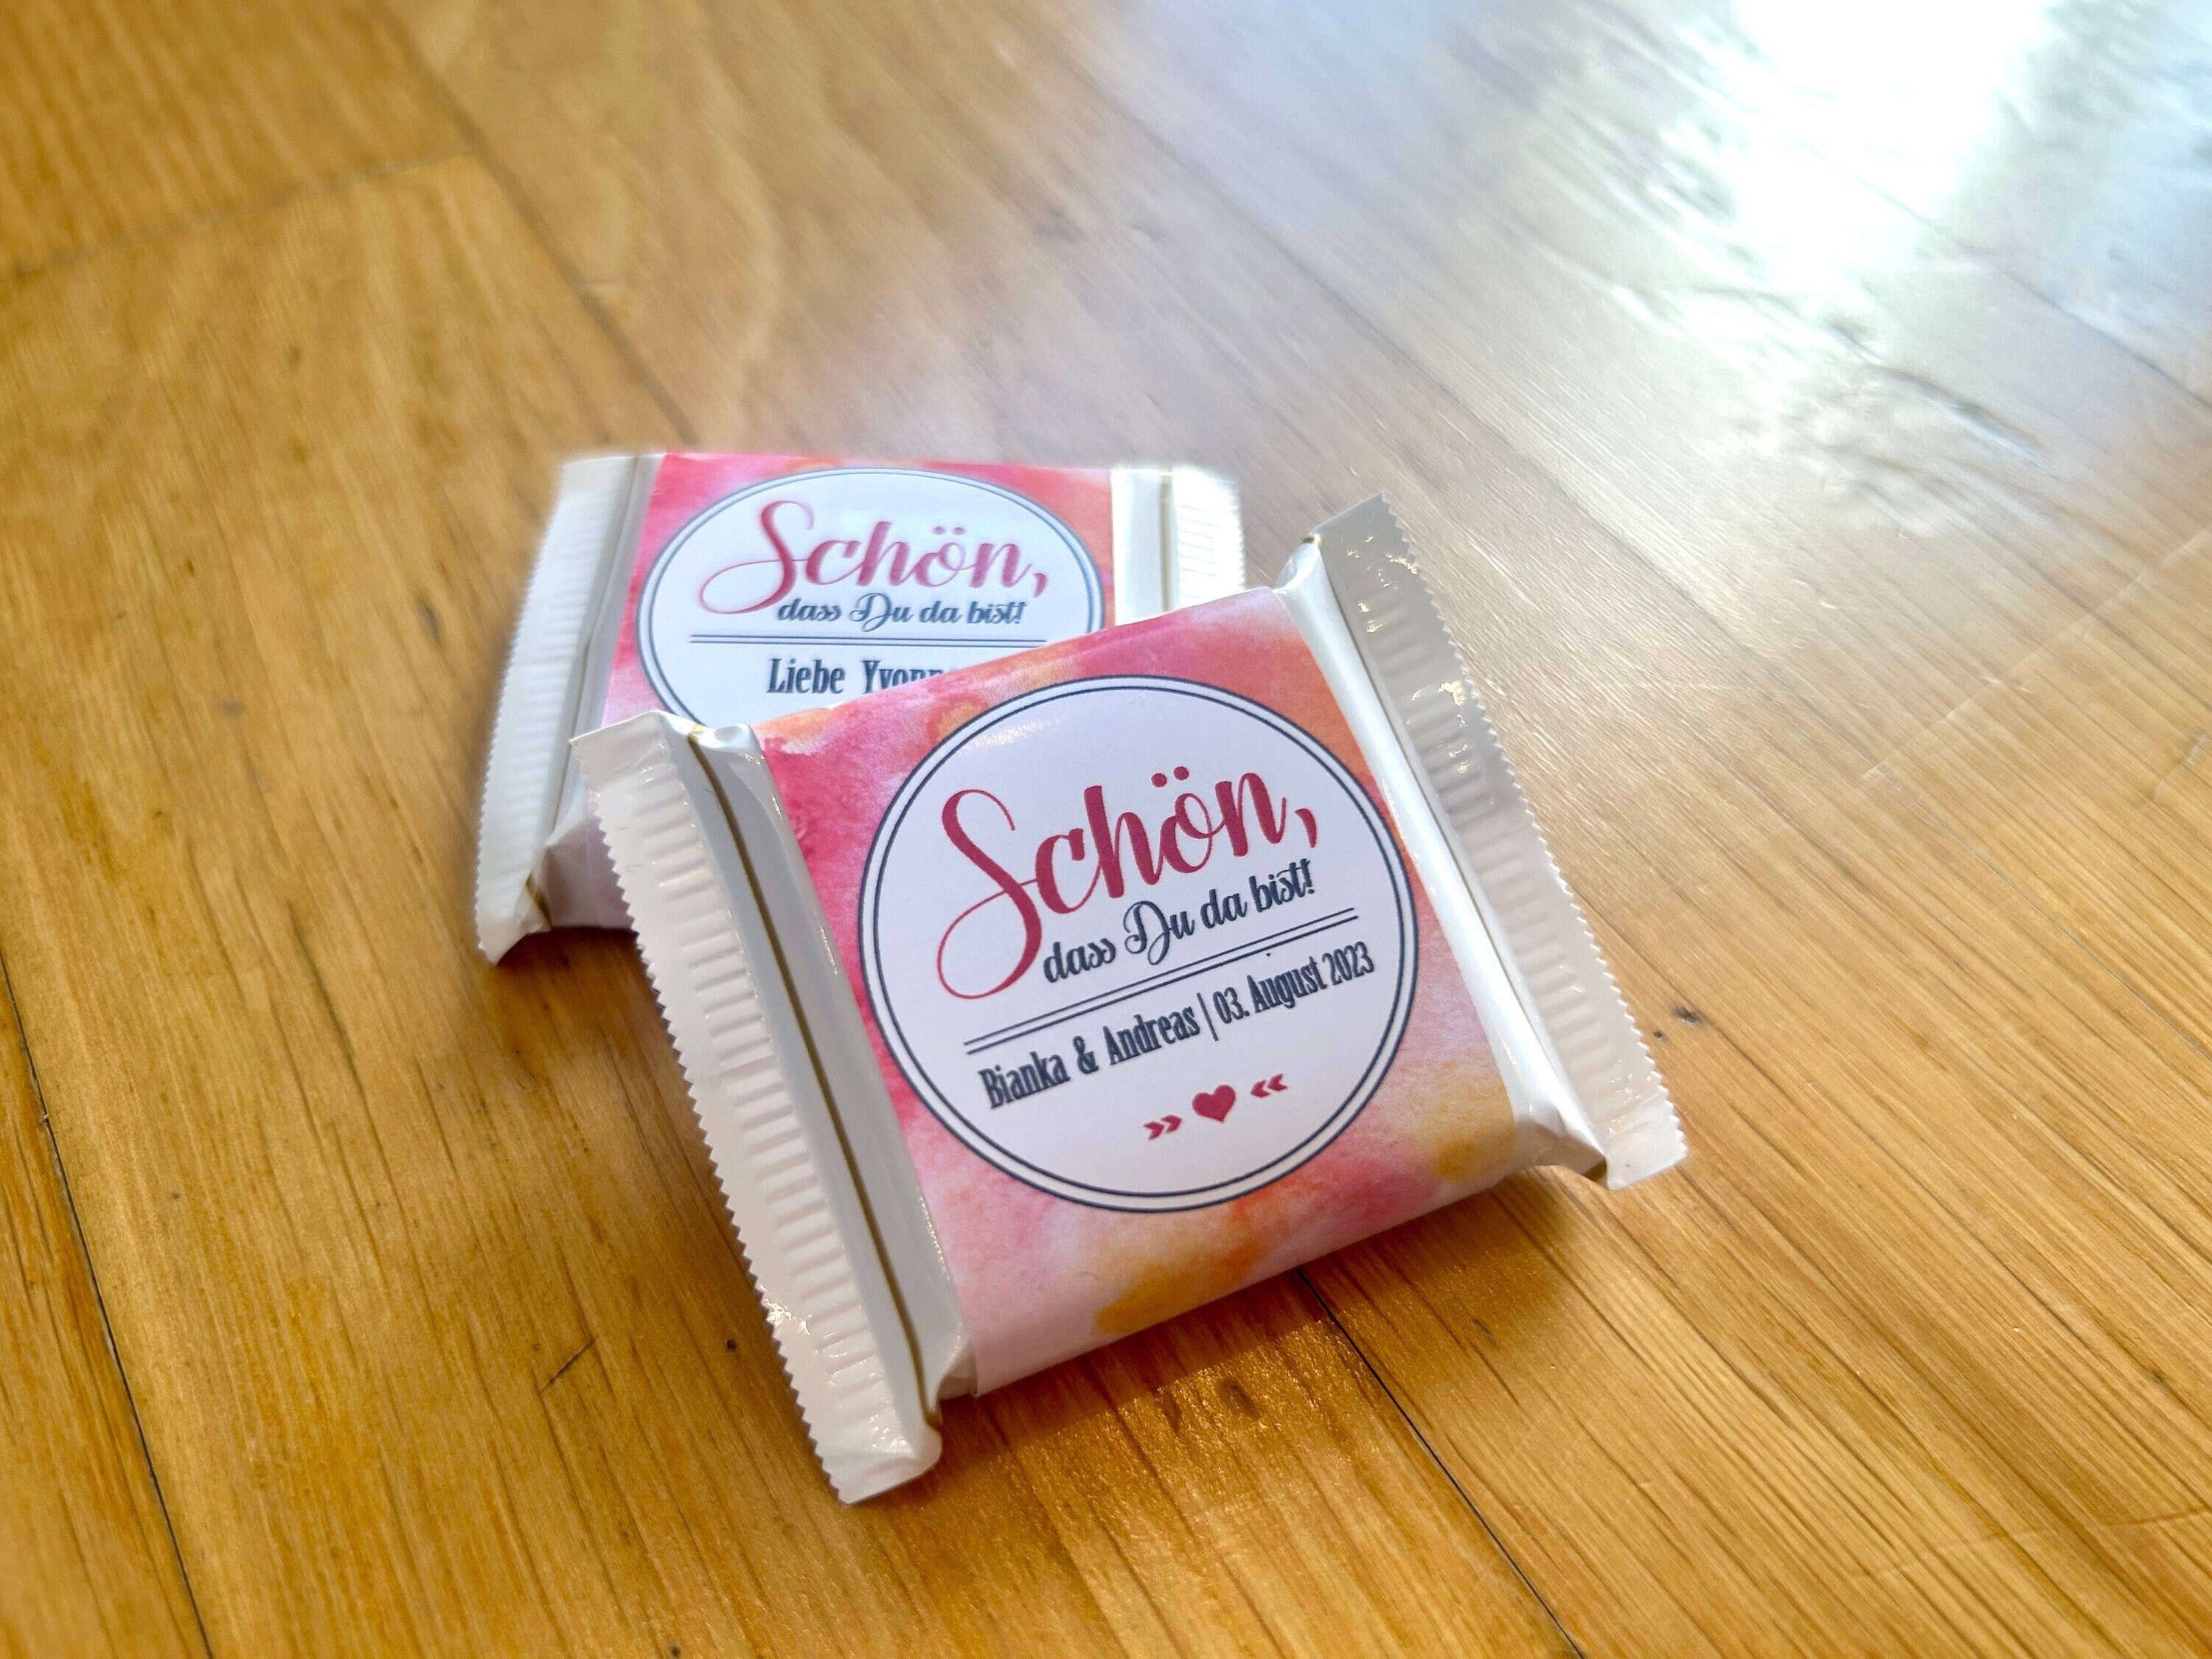 Schön,
dass Du da bist!
Liebe
Schön,
dass Du da bist!
Bianka & Andreas | 03. August 2023